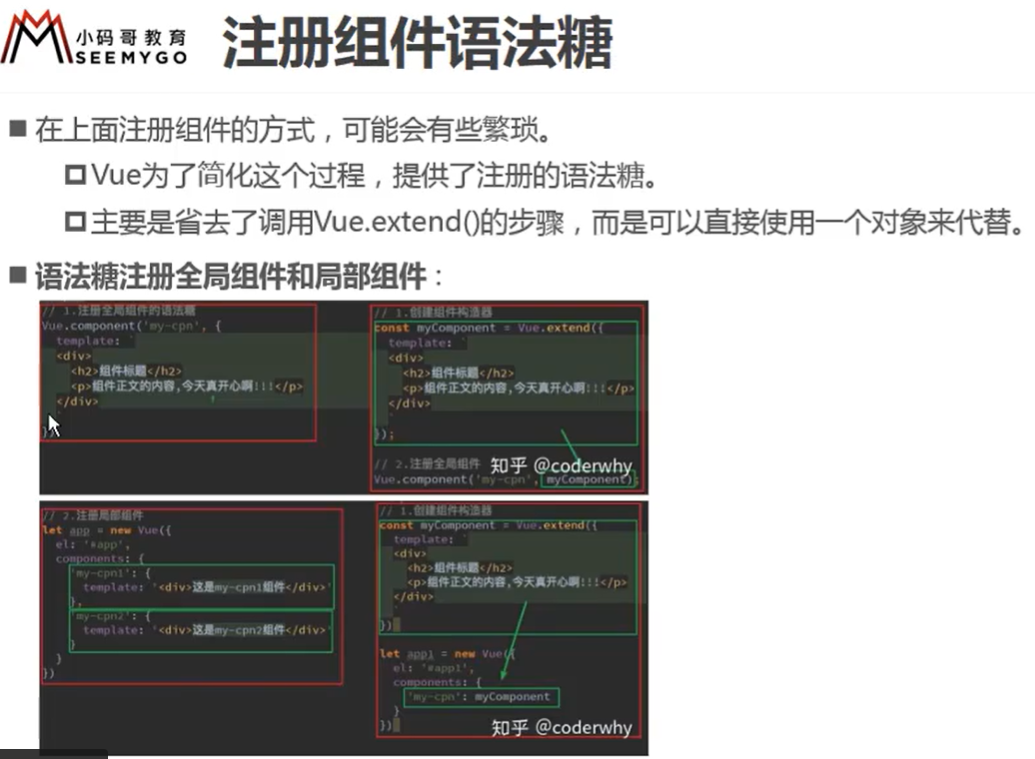 小码哥教育
SEEMYGO
注册组件语法糖
在上面注册组件的方式，可能会有些繁琐。
Vue为了简化这个过程，提供了注册的语法糖。
主要是省去了调用Vue.extend()的步骤，而是可以直接使用一个对象来代替。
语法糖注册全局组件和局部组件：
// 1.注册全局组件的语法糖
Vue.component('my-cpn', {
template: `
<div>
<h2>组件标题</h2>
<p>组件正文的内容,今天真开心啊!!!</p>
</div>
`
})
// 1.创建组件构造器
const myComponent = Vue.extend({
template: `
<div>
<h2>组件标题</h2>
<p>组件正文的内容,今天真开心啊!!!</p>
</div>
`
});
// 2.注册全局组件
Vue.component('my-cpn', myComponent);
知乎 @coderwhy
// 2.注册局部组件
let app = new Vue({
el: '#app',
components: {
'my-cpn1': {
template: '<div>这是my-cpn1组件</div>'
},
'my-cpn2': {
template: '<div>这是my-cpn2组件</div>'
}
}
})
// 1.创建组件构造器
const myComponent = Vue.extend({
template: `
<div>
<h2>组件标题</h2>
<p>组件正文的内容,今天真开心啊!!!</p>
</div>
`
})
let app1 = new Vue({
el: '#app1',
components: {
'my-cpn': myComponent
}
})
知乎 @coderwhy